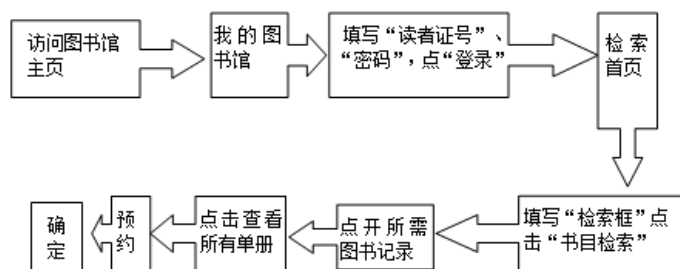 访问图书馆
主页
我的图
书馆
填写“读者证号”、
“密码”，点“登录”
检索
首页
填写“检索框”点
击“书目检索”
点开所需
图书记录
点击查看
所有单册
预
约
确
定